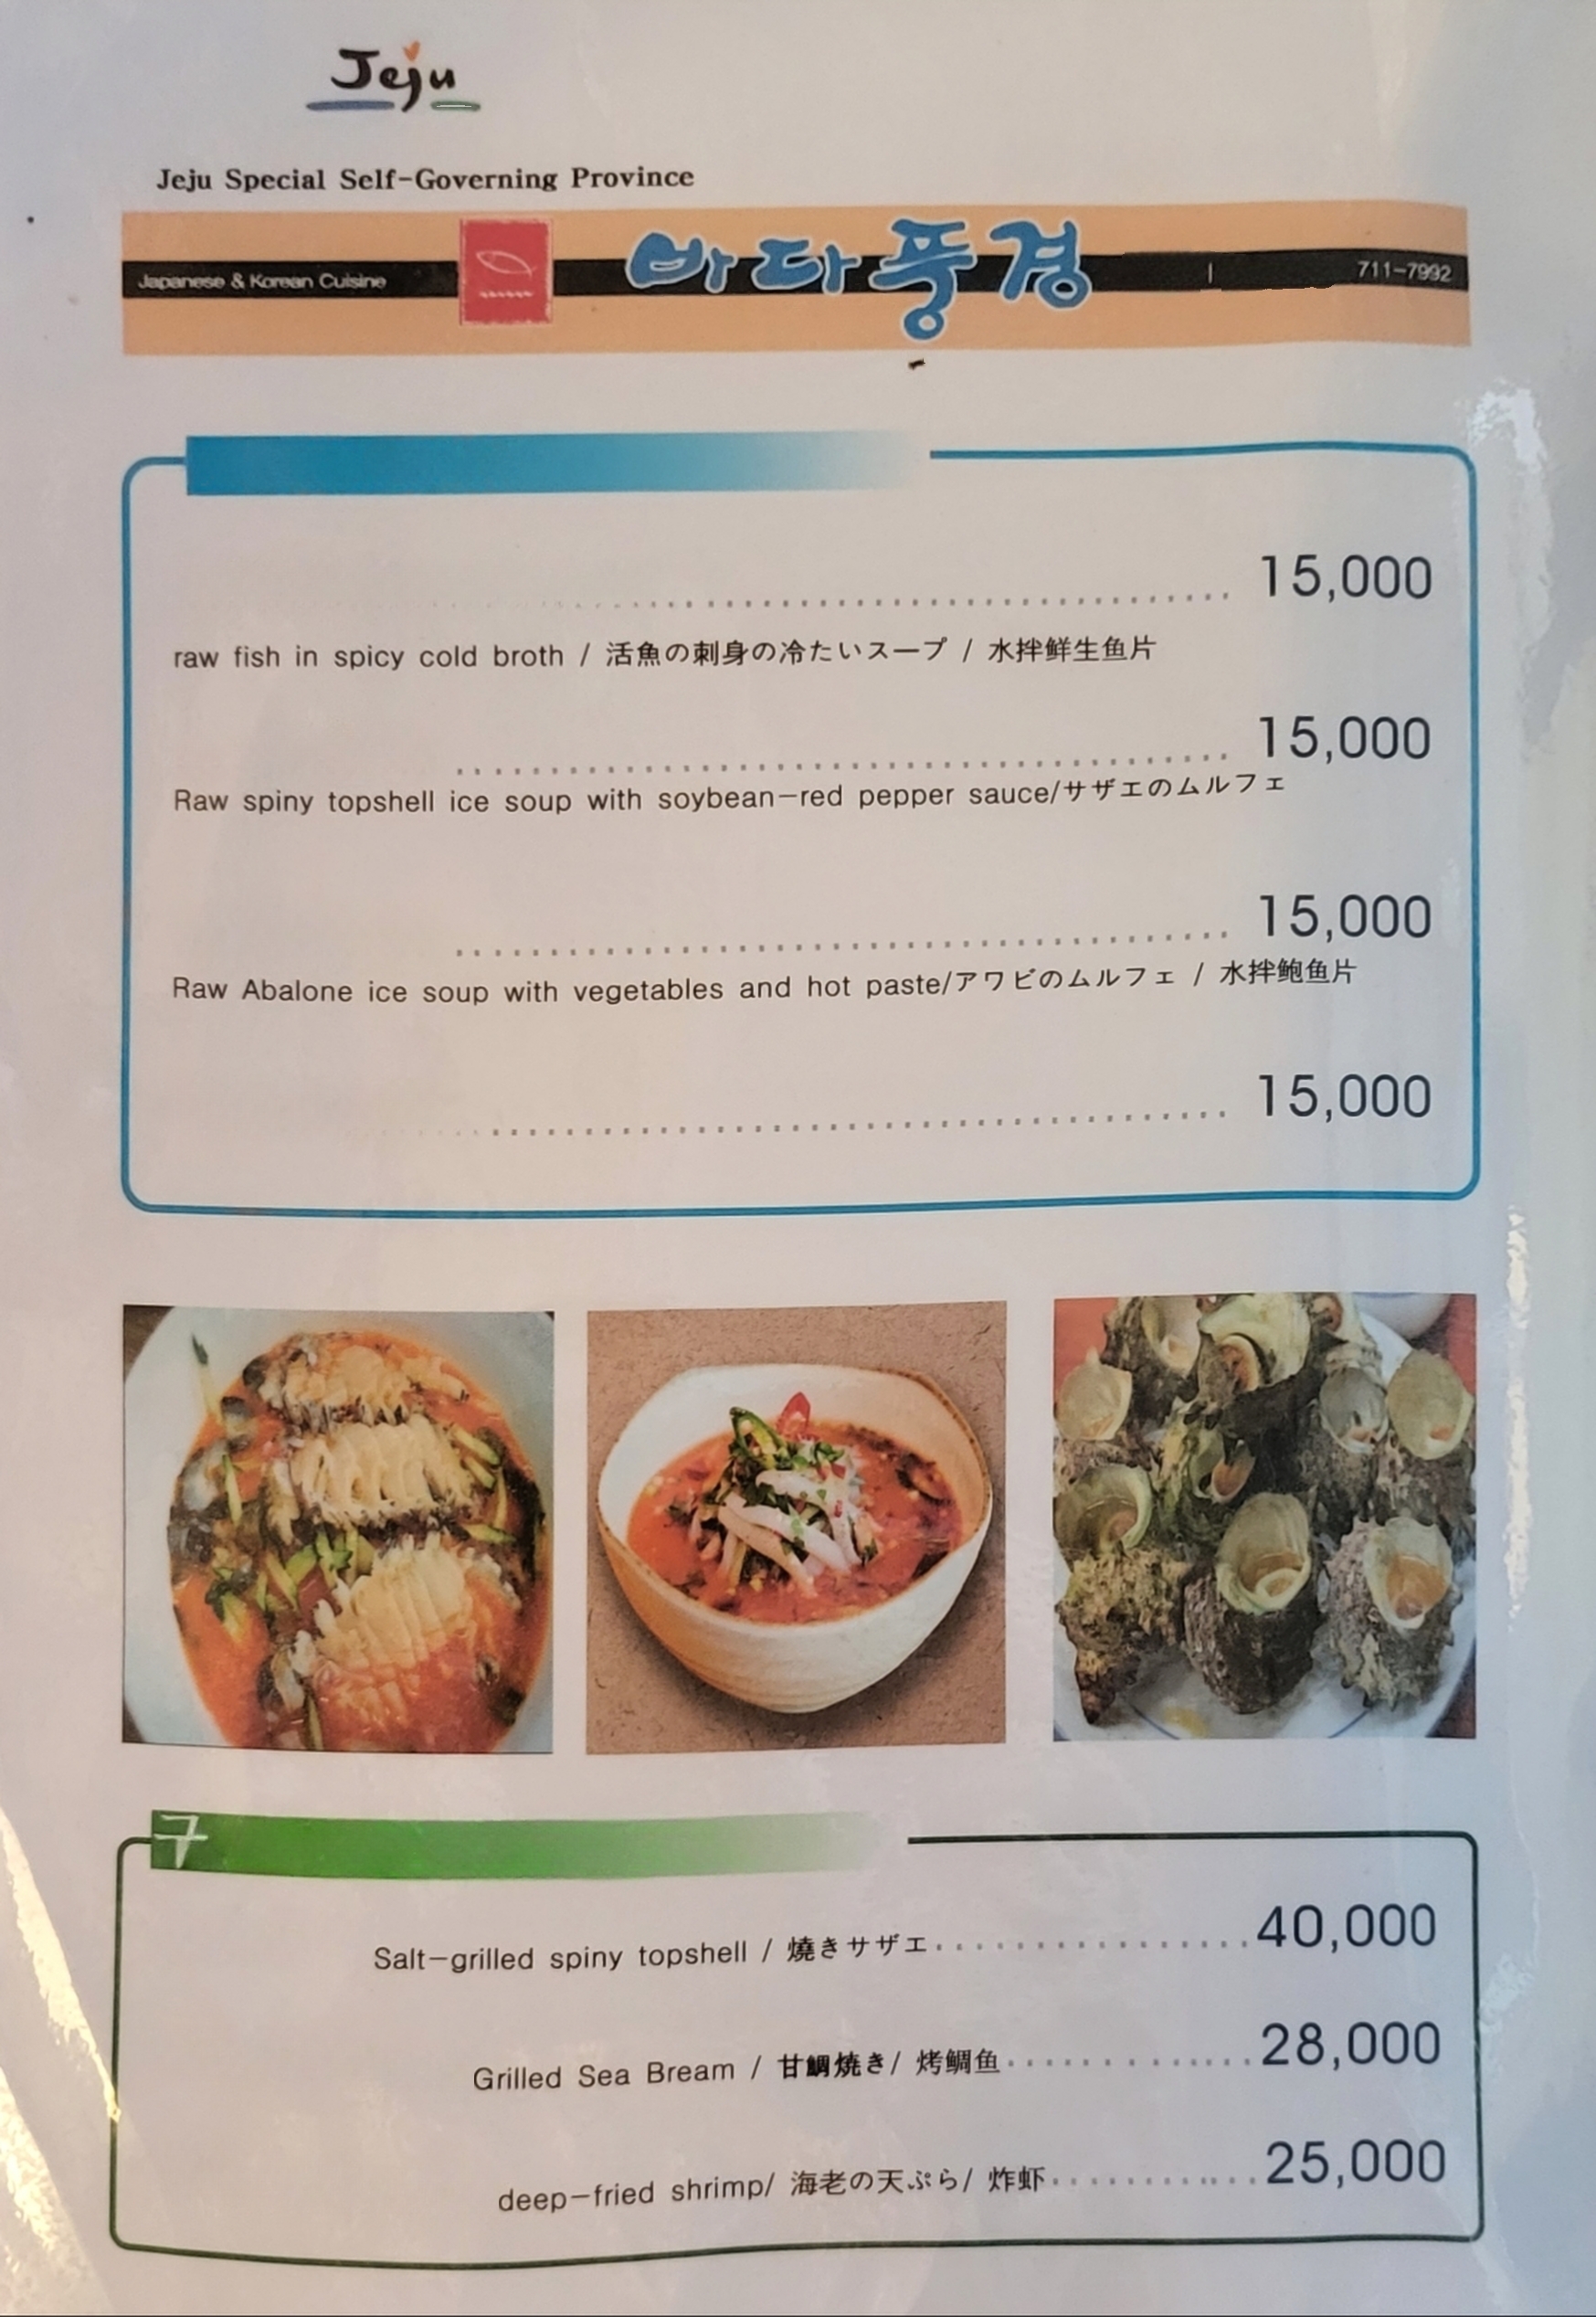 Jeju
Jeju Special Self-Governing Province
Japanese & Korean Cuisine 바다풍경 | 711-7992
15,000
raw fish in spicy cold broth / 活魚の刺身の冷たいスープ / 水拌鲜生鱼片
15,000
Raw spiny topshell ice soup with soybean-red pepper sauce/サザエのムルフェ
15,000
Raw Abalone ice soup with vegetables and hot paste/アワビのムルフェ / 水拌鲍鱼片
15,000
구
Salt-grilled spiny topshell / 燒きサザエ 40,000
Grilled Sea Bream / 甘鯛焼き/ 烤鲷鱼 28,000
deep-fried shrimp/ 海老の天ぷら/ 炸虾 25,000